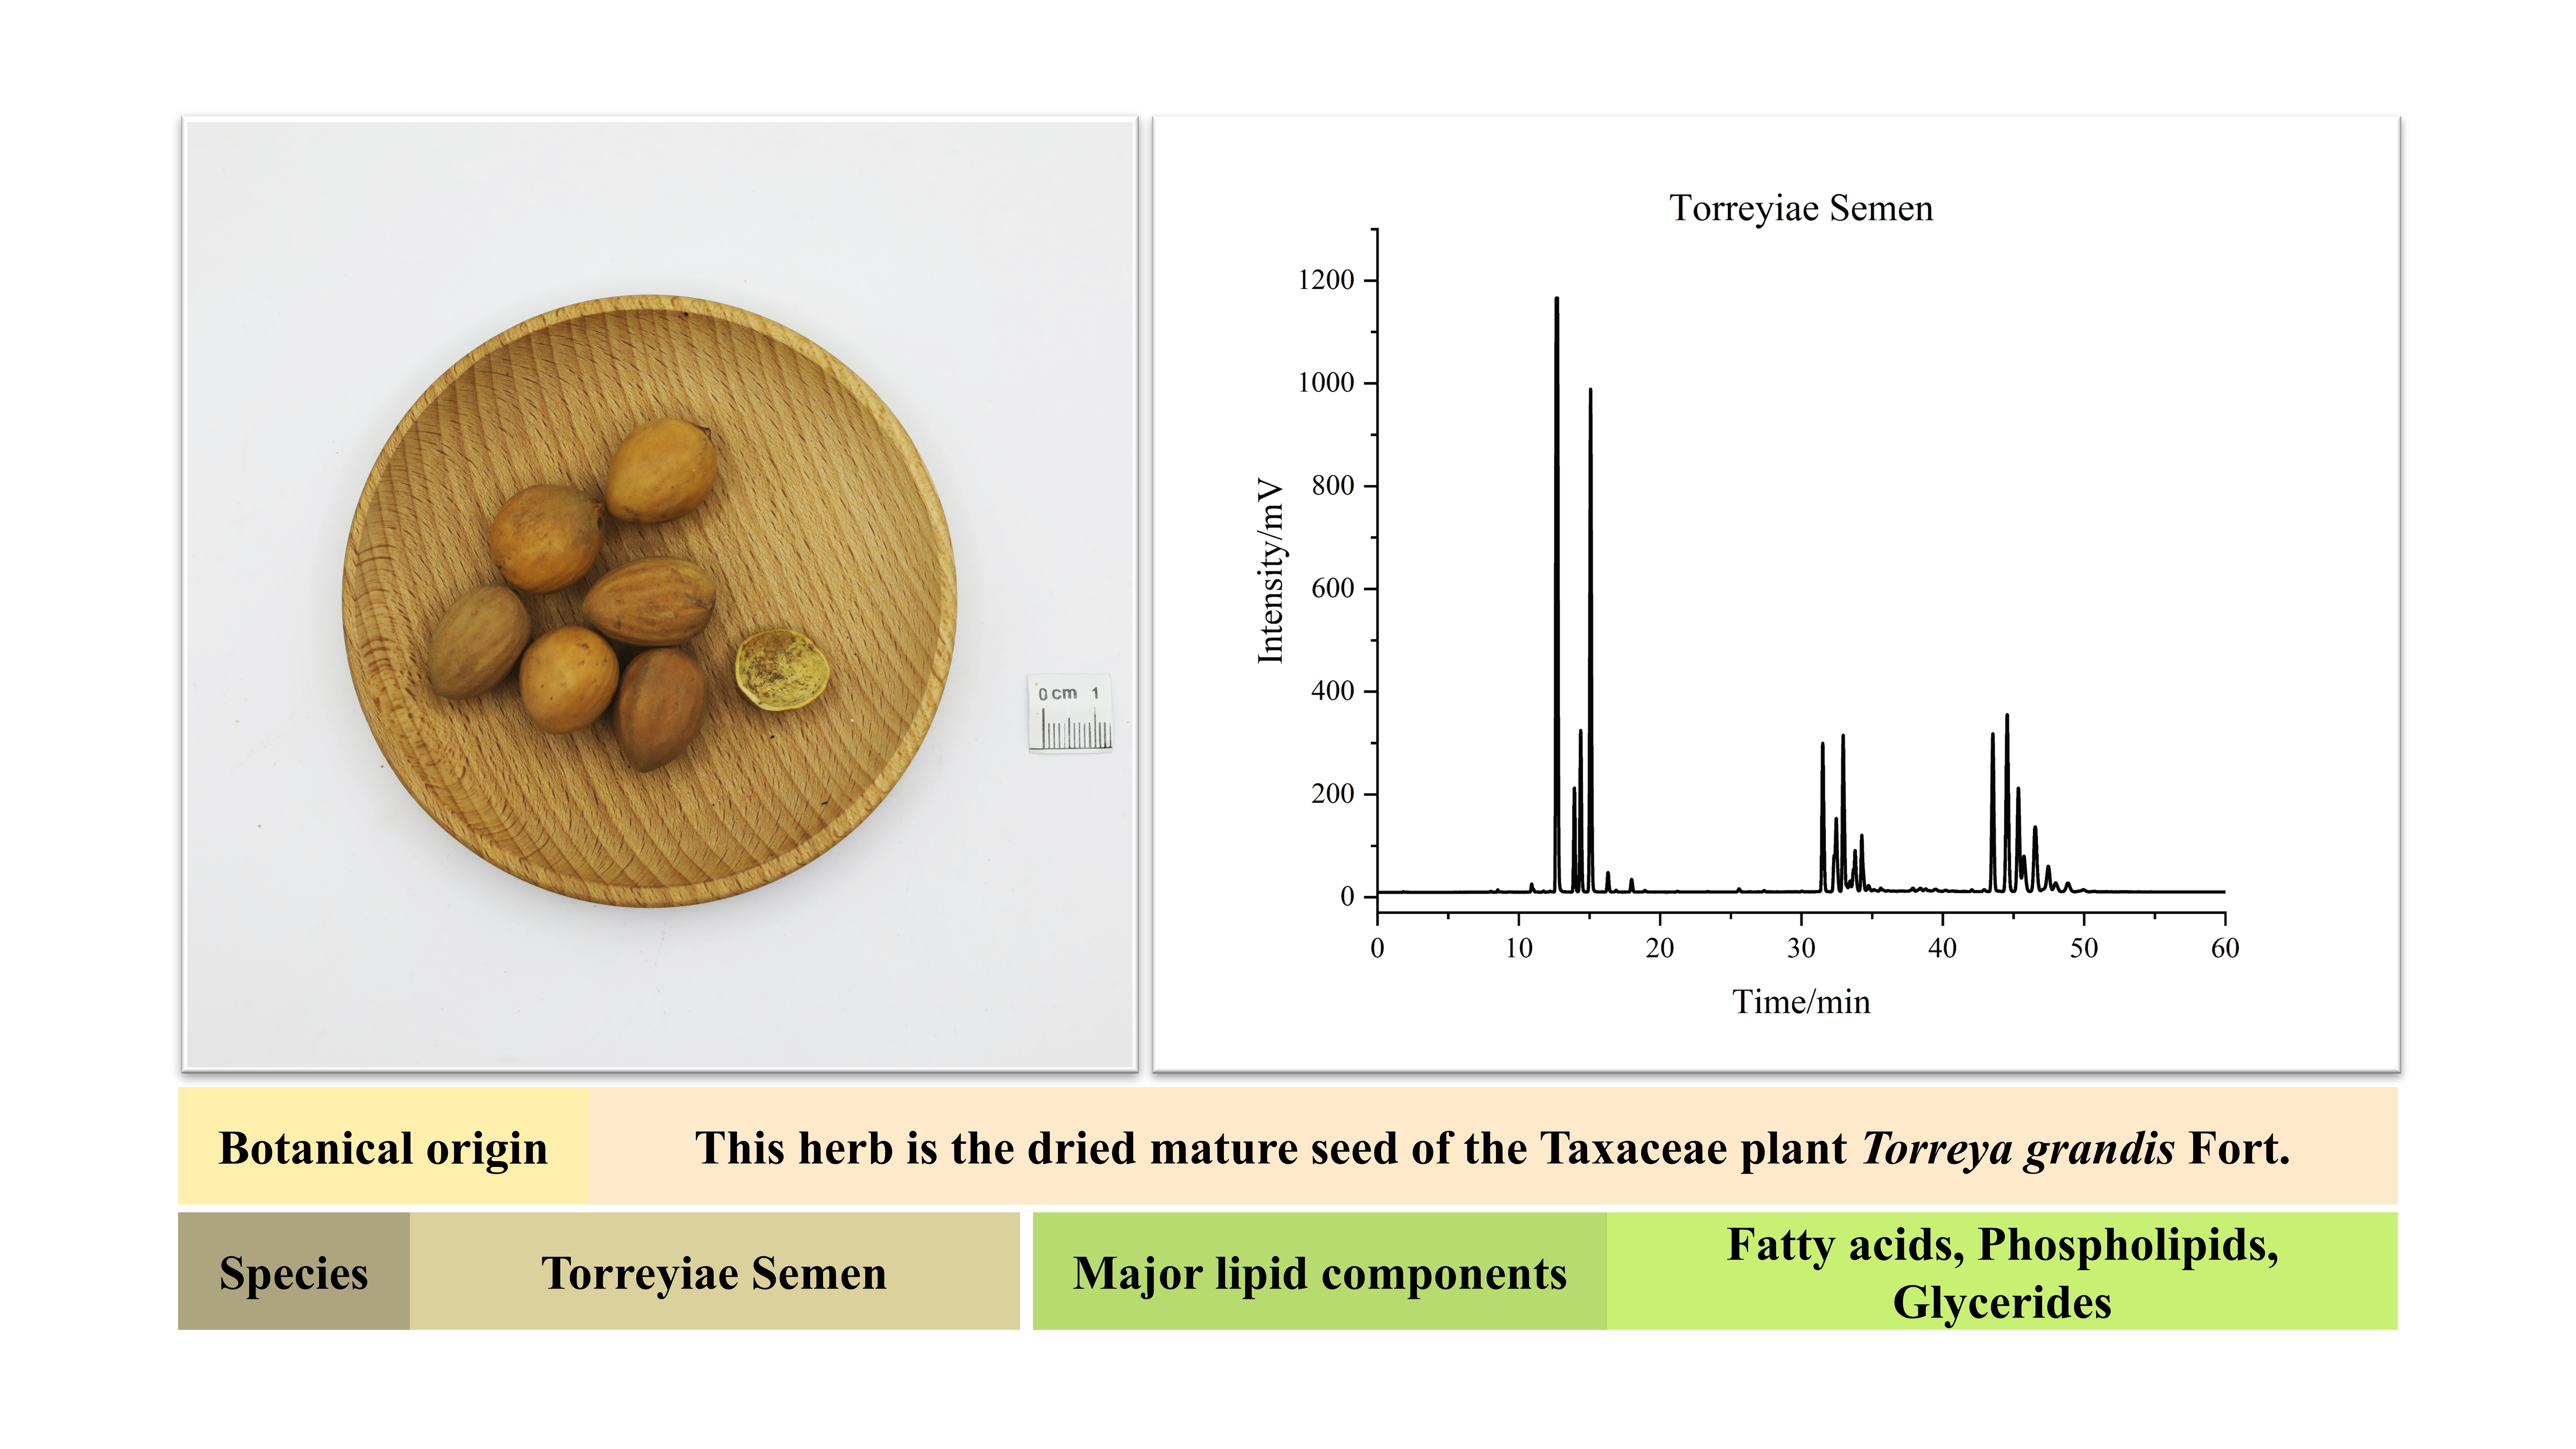 0 cm 1
Torreyiae Semen
1200
1000
800
600
400
200
0
Intensity/mV
0 10 20 30 40 50 60
Time/min
Botanical origin
This herb is the dried mature seed of the Taxaceae plant Torreya grandis Fort.
Species
Torreyiae Semen
Major lipid components
Fatty acids, Phospholipids,
Glycerides